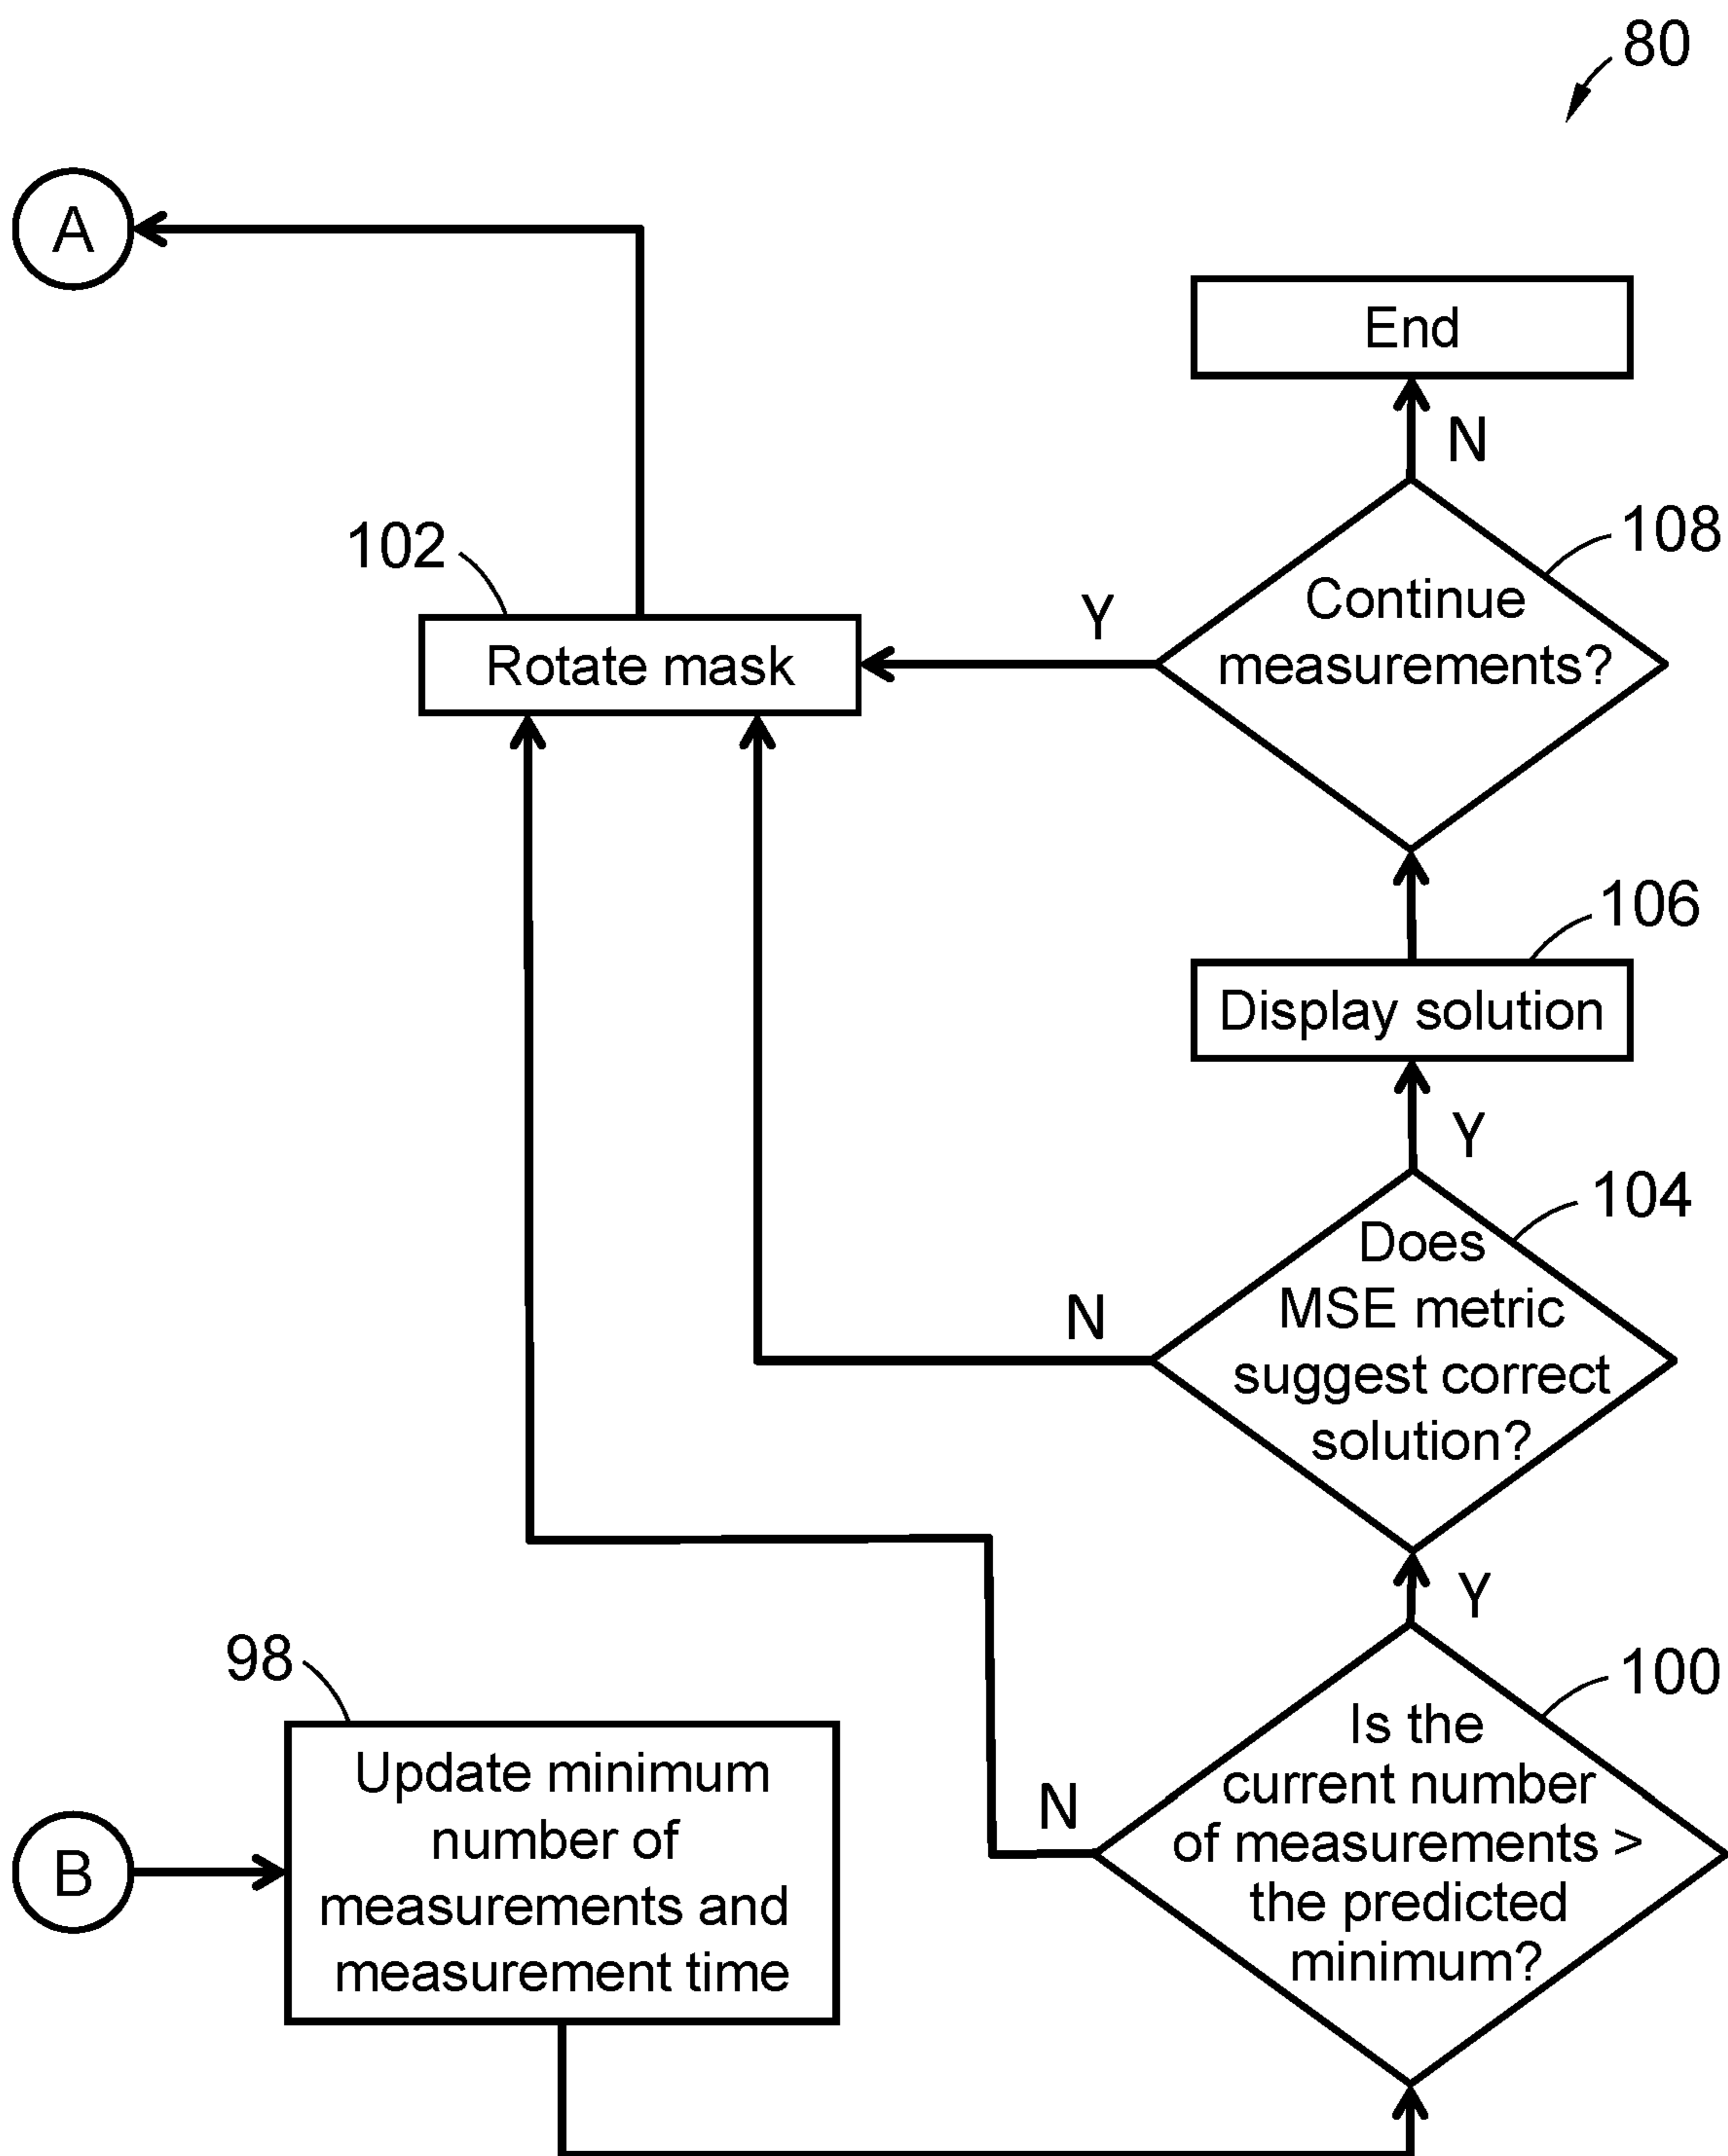 80
A
End
N
108
102
Continue
measurements?
Y
Rotate mask
106
Display solution
Y
104
Does
MSE metric
suggest correct
solution?
N
Y
98
100
Is the
current number
of measurements >
the predicted
minimum?
N
Update minimum
number of
measurements and
measurement time
B